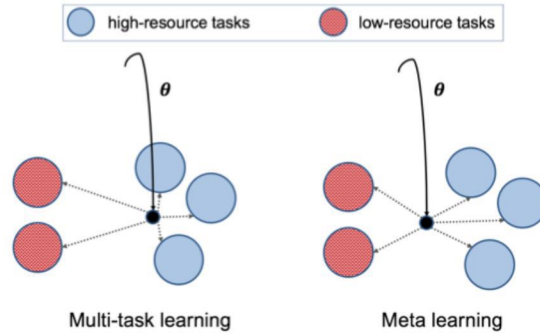 high-resource tasks
low-resource tasks
θ
θ
Multi-task learning
Meta learning